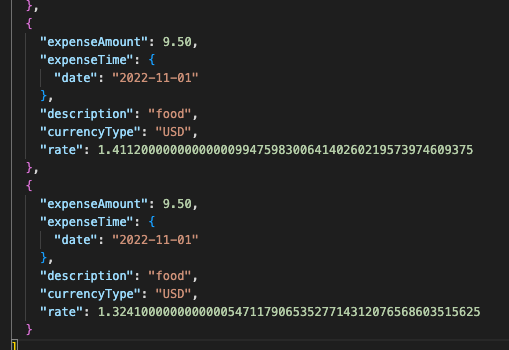 },
{
"expenseAmount": 9.50,
"expenseTime": {
"date": "2022-11-01"
},
"description": "food",
"currencyType": "USD",
"rate": 1.41120000000000000994759830064140260219573974609375
},
{
"expenseAmount": 9.50,
"expenseTime": {
"date": "2022-11-01"
},
"description": "food",
"currencyType": "USD",
"rate": 1.324100000000000054711790653527714312076568603515625
}
]